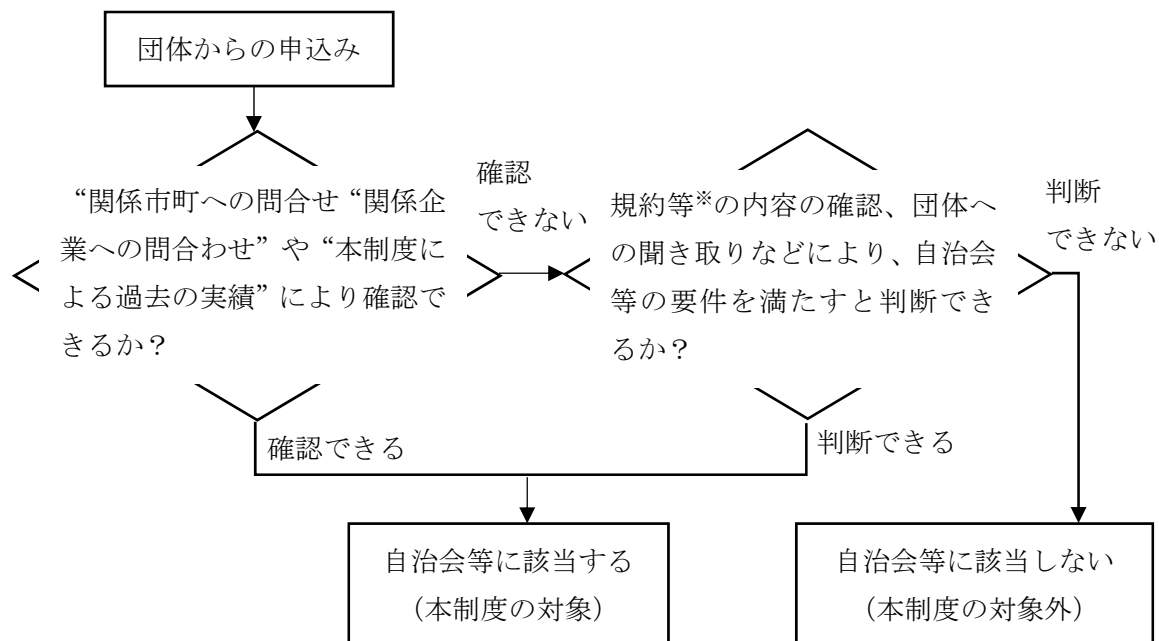 団体からの申込み
“関係市町への問合せ“関係企
業への問合わせ”や“本制度に
よる過去の実績”により確認で
きるか？
確認
できない
規約等※の内容の確認、団体へ
の聞き取りなどにより、自治会
等の要件を満たすと判断でき
るか？
判断
できない
確認できる
判断できる
自治会等に該当する
（本制度の対象）
自治会等に該当しない
（本制度の対象外）